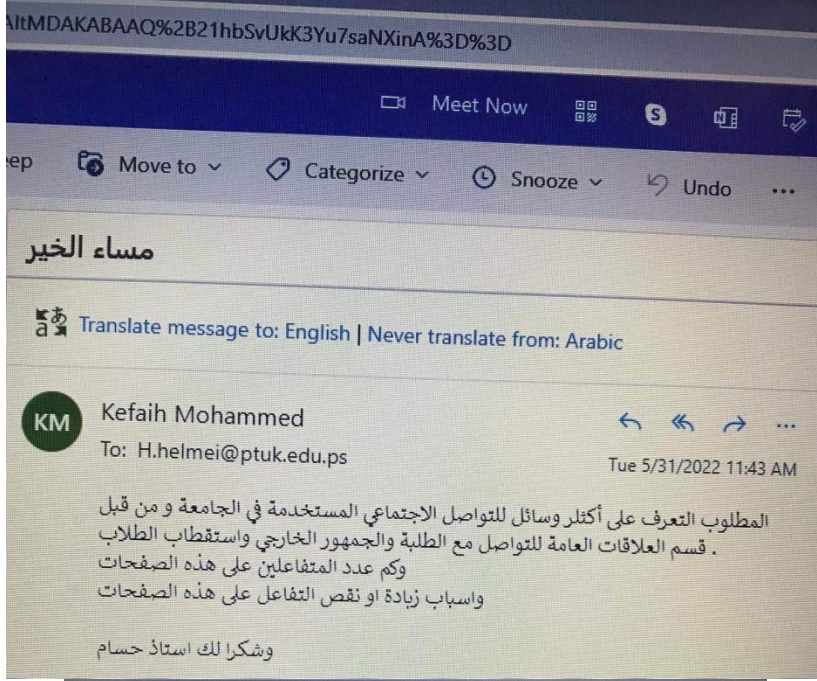 AItMDAKABAAQ%2B21hbSvUkK3Yu7saNXinA%3D%3D
Meet Now
eep Move to Categorize Snooze Undo ...
مساء الخير
Translate message to: English | Never translate from: Arabic
KM
Kefaih Mohammed
To: H.helmei@ptuk.edu.ps
Tue 5/31/2022 11:43 AM
المطلوب التعرف على أكثلر وسائل للتواصل الاجتماعي المستخدمة في الجامعة و من قبل
قسم العلاقات العامة للتواصل مع الطلبة والجمهور الخارجي واستقطاب الطلاب .
وكم عدد المتفاعلين على هذه الصفحات
واسباب زيادة او نقص التفاعل على هذه الصفحات
وشكرا لك استاذ حسام